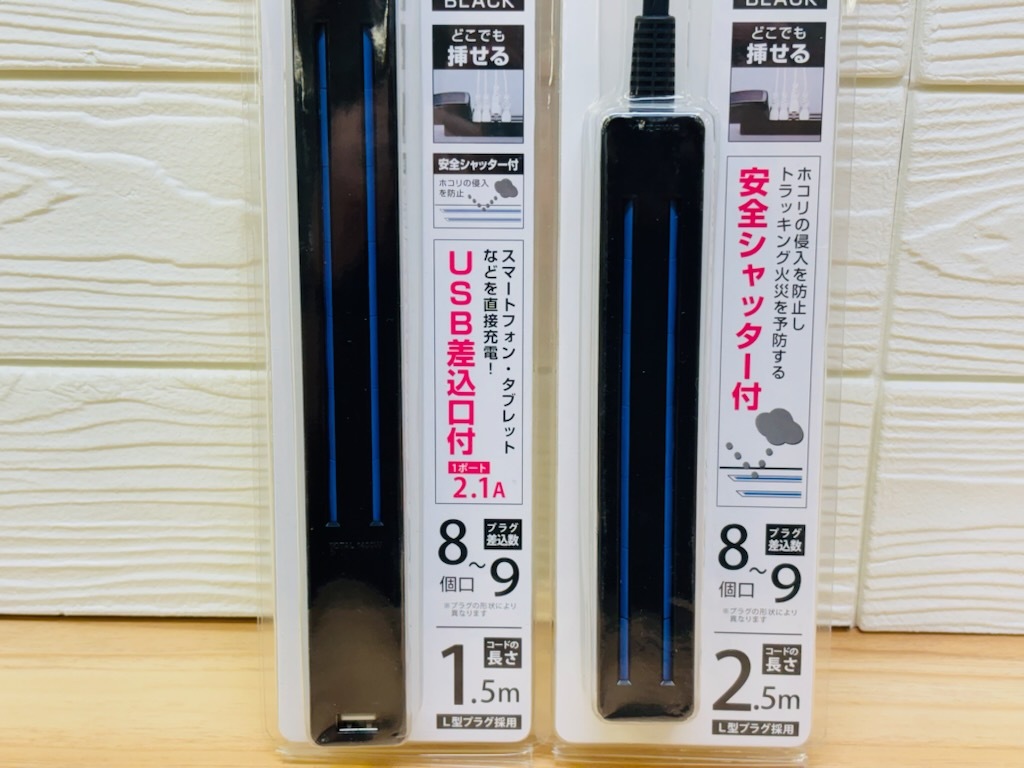 BLACK
どこでも
挿せる
安全シャッター付
ホコリの侵入
を防止
スマートフォン・タブレット
などを直接充電！
USB差込口付
1ポート
2.1A
8個口〜9
プラグ
差込数
※プラグの形状により
異なります
コードの
長さ
1.5m
L型プラグ採用
BLACK
どこでも
挿せる
ホコリの侵入を防止し
トラッキング火災を予防する
安全シャッター付
8個口〜9
プラグ
差込数
※プラグの形状により
異なります
コードの
長さ
2.5m
L型プラグ採用